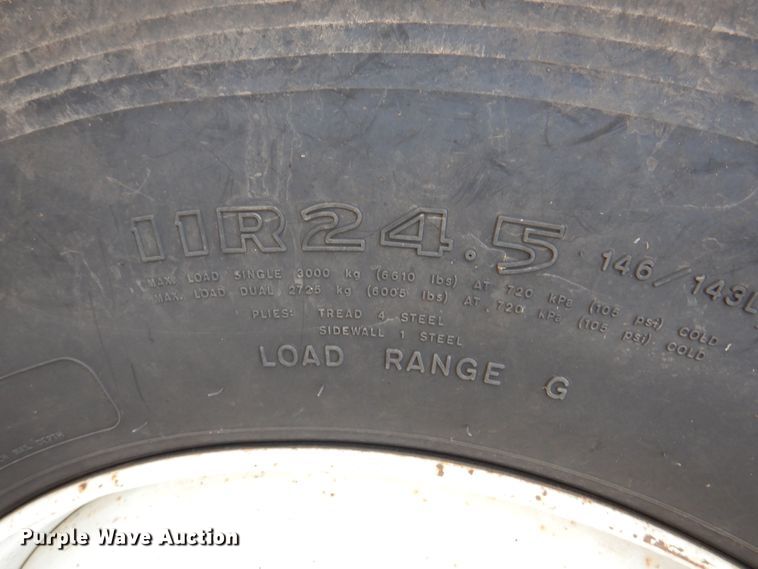 11R24.5 146/143L
MAX. LOAD SINGLE 3000 kg (6610 lbs) AT 720 kPa (105 psi) COLD
MAX. LOAD DUAL 2725 kg (6005 lbs) AT 720 kPa (105 psi) COLD
PLIES: TREAD 4 STEEL
SIDEWALL 1 STEEL
LOAD RANGE G
DEPTH
Purple Wave Auction